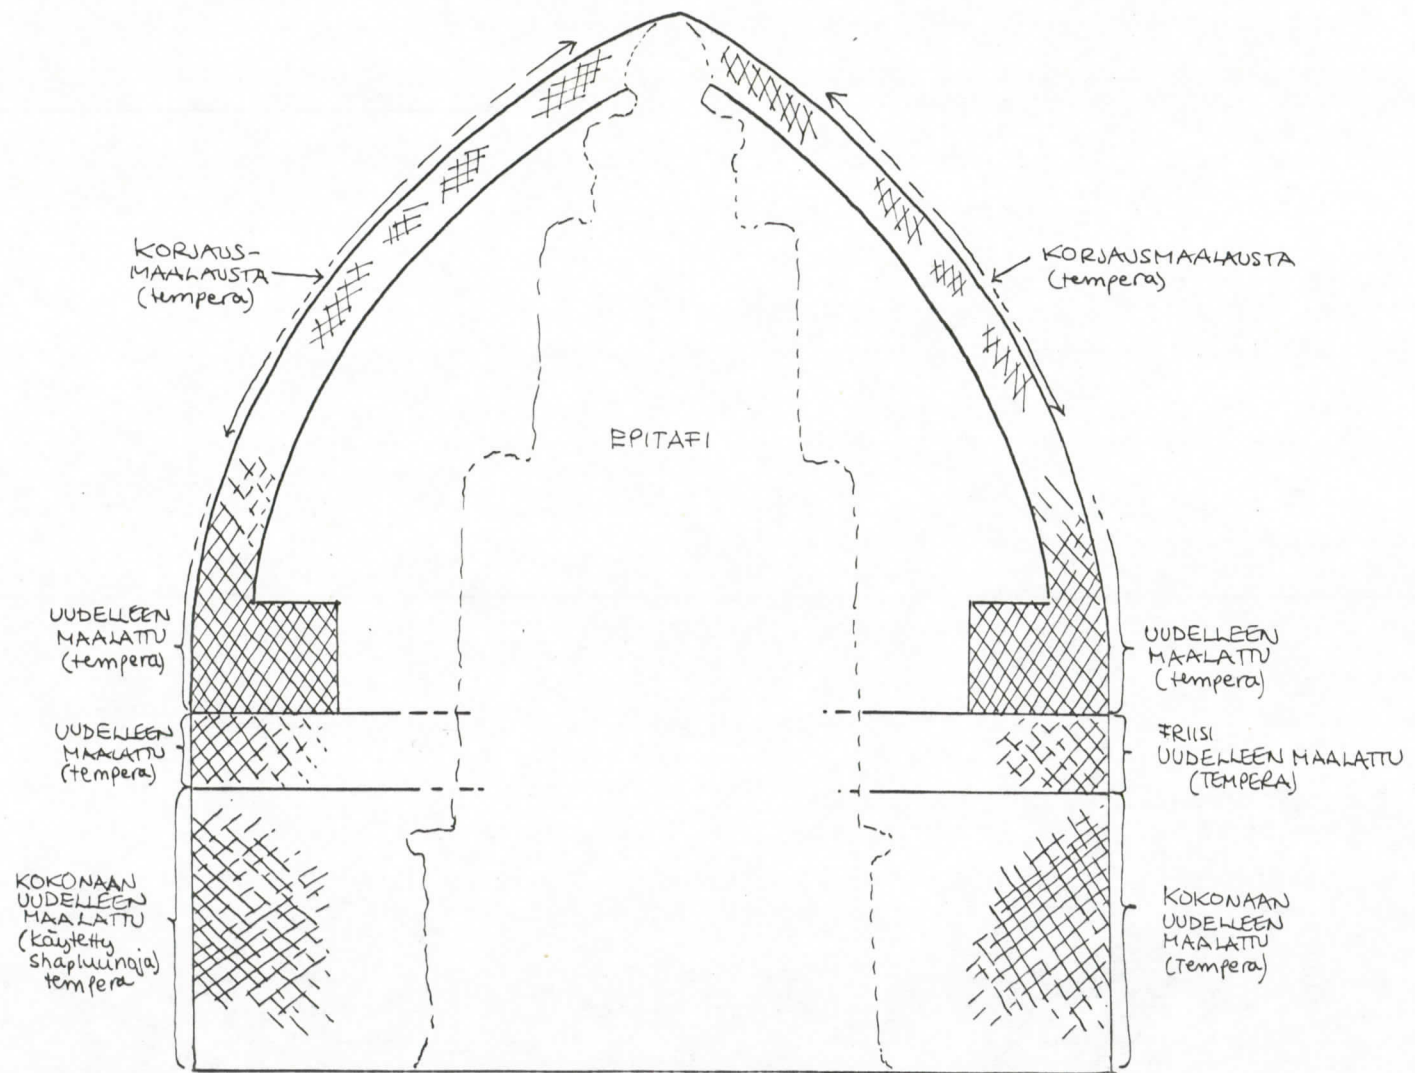 KORJAUS-
MAALAUSTA
(tempera)
KORJAUSMAALAUSTA
(tempera)
EPITAFI
UUDELLEEN
MAALATTU
(tempera)
UUDELLEEN
MAALATTU
(tempera)
UUDELLEEN
MAALATTU
(tempera)
FRIISI
UUDELLEEN MAALATTU
(TEMPERA)
KOKONAAN
UUDELLEEN
MAALATTU
(käytetty
shapluunoja)
tempera
KOKONAAN
UUDELLEEN
MAALATTU
(Tempera)